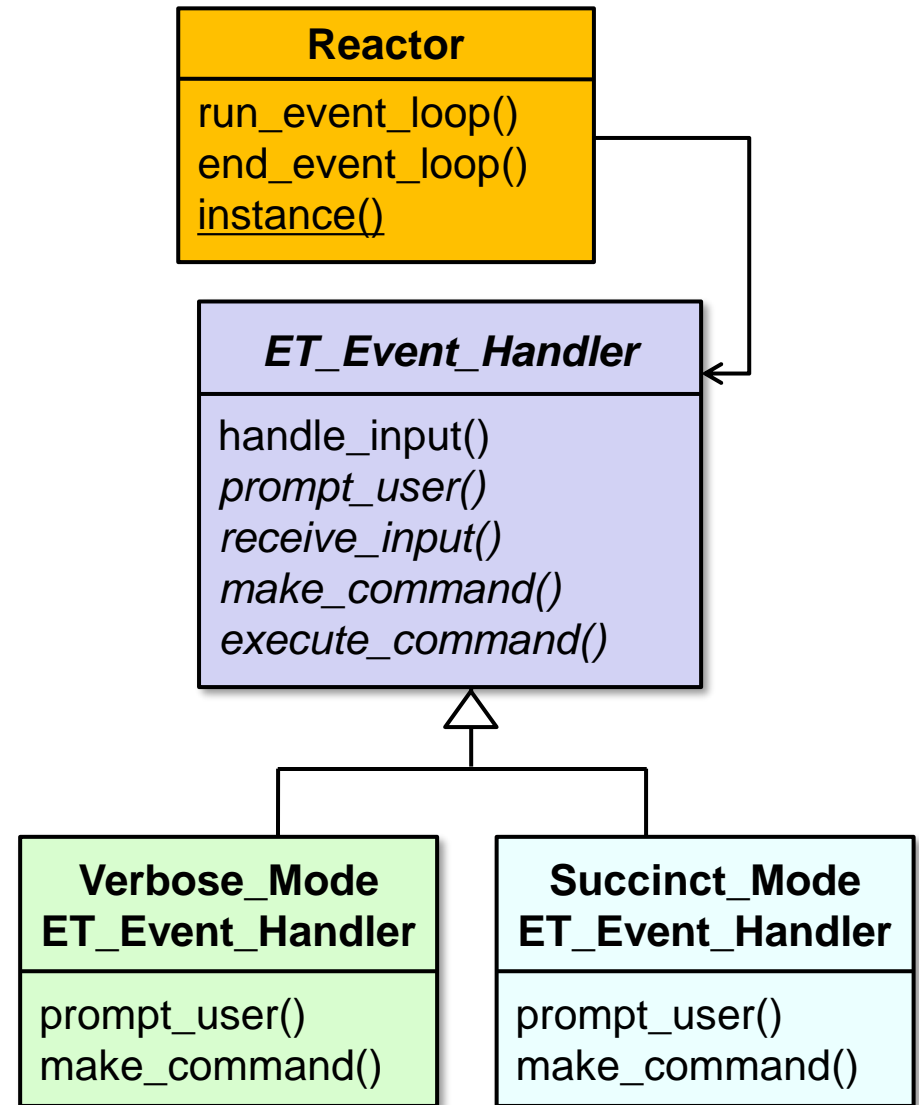 Reactor
run_event_loop()
end_event_loop()
instance()
ET_Event_Handler
handle_input()
prompt_user()
receive_input()
make_command()
execute_command()
Verbose_Mode
ET_Event_Handler
prompt_user()
make_command()
Succinct_Mode
ET_Event_Handler
prompt_user()
make_command()